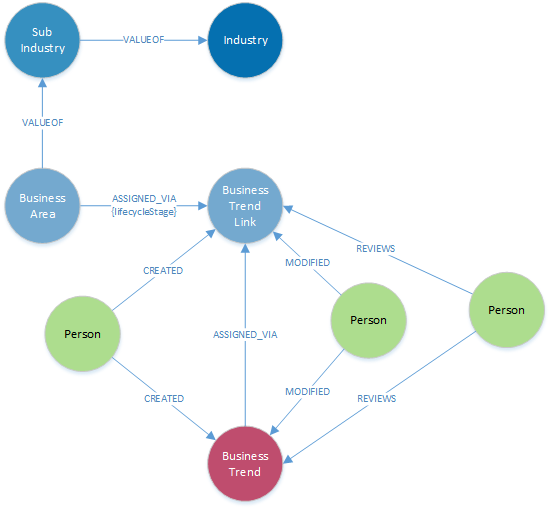 Sub
Industry
VALUEOF
Industry
VALUEOF
Business
Area
ASSIGNED_VIA
{lifecycleStage}
Business
Trend
Link
CREATED
MODIFIED
REVIEWS
Person
ASSIGNED_VIA
Person
Person
CREATED
MODIFIED
REVIEWS
Business
Trend